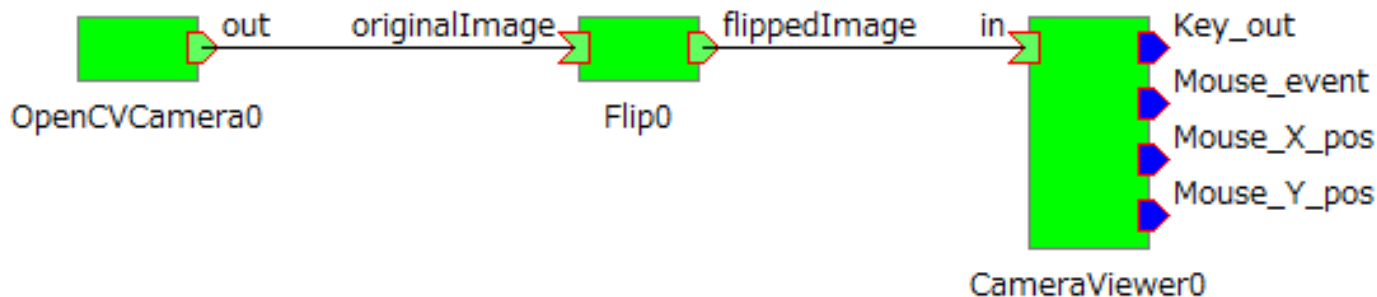 out
originalImage
flippedImage
in
Key_out
Mouse_event
Mouse_X_pos
Mouse_Y_pos
OpenCVCamera0
Flip0
CameraViewer0